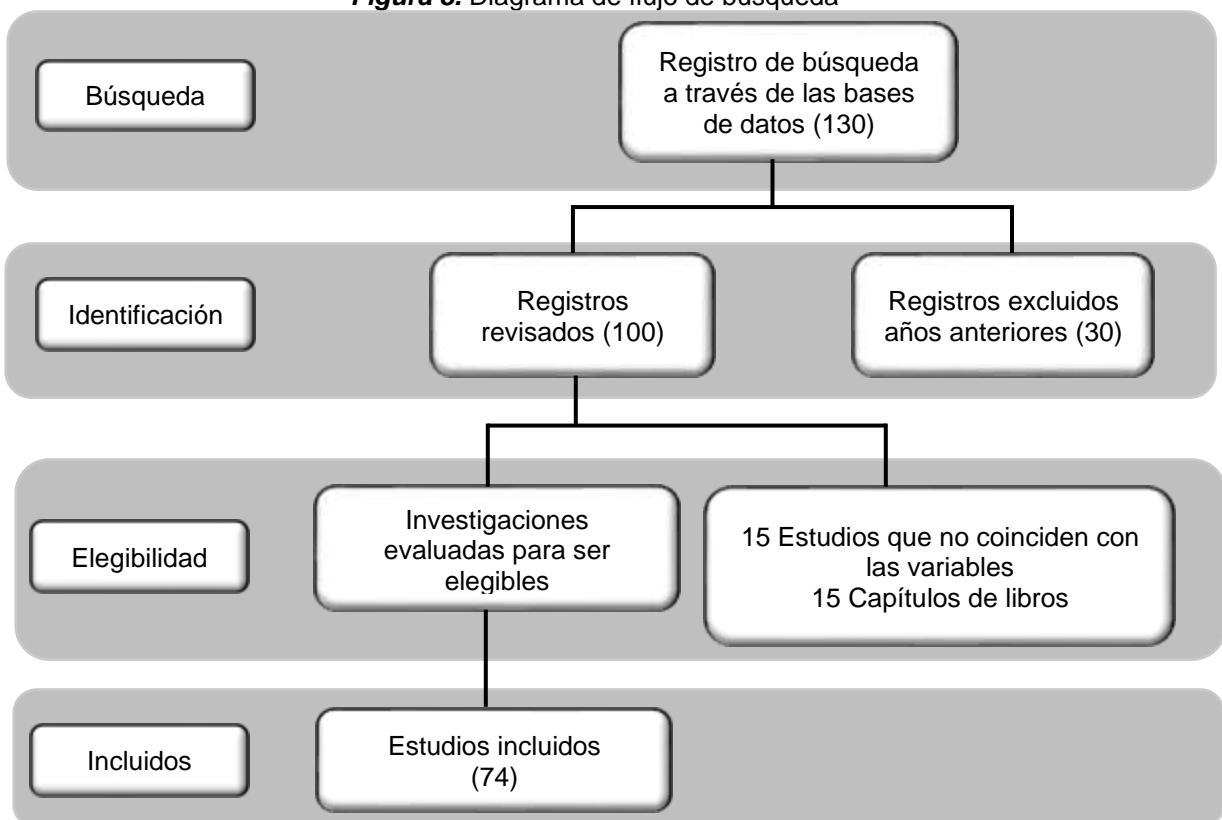 Figura 3. Diagrama de flujo de búsqueda
Búsqueda
Registro de búsqueda
a través de las bases
de datos (130)
Identificación
Registros
revisados (100)
Registros excluidos
años anteriores (30)
Elegibilidad
Investigaciones
evaluadas para ser
elegibles
15 Estudios que no coinciden con
las variables
15 Capítulos de libros
Incluidos
Estudios incluidos
(74)